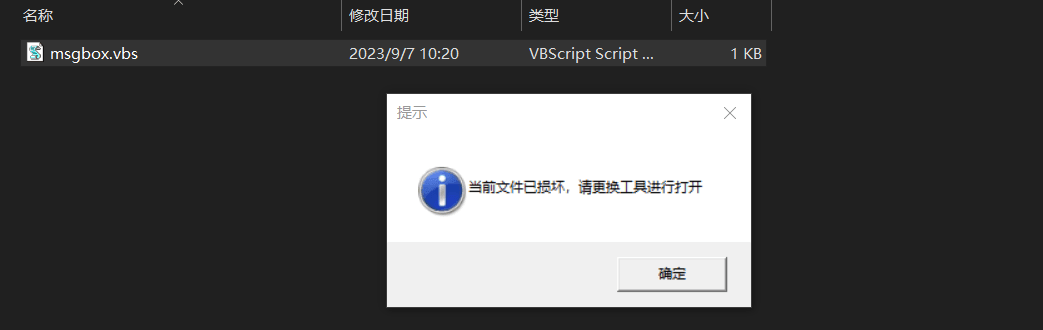 名称 修改日期 类型 大小
msgbox.vbs 2023/9/7 10:20 VBScript Script ... 1 KB
提示
当前文件已损坏，请更换工具进行打开
确定